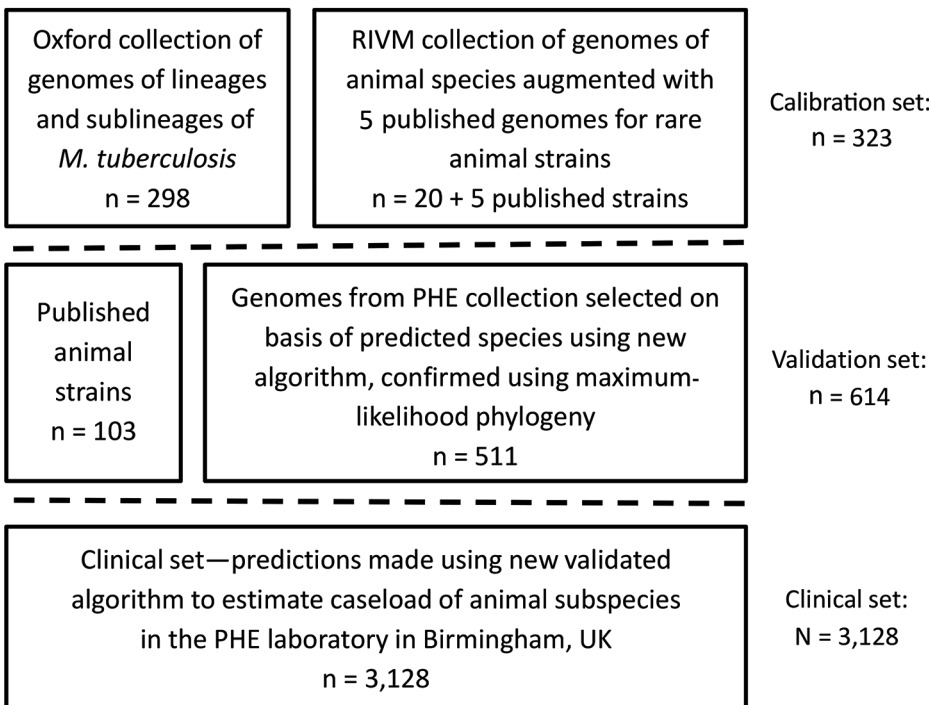 Oxford collection of
genomes of lineages
and sublineages of
M. tuberculosis
n = 298
RIVM collection of genomes of
animal species augmented with
5 published genomes for rare
animal strains
n = 20 + 5 published strains
Calibration set:
n = 323
Published
animal
strains
n = 103
Genomes from PHE collection selected on
basis of predicted species using new
algorithm, confirmed using maximum-
likelihood phylogeny
n = 511
Validation set:
n = 614
Clinical set—predictions made using new validated
algorithm to estimate caseload of animal subspecies
in the PHE laboratory in Birmingham, UK
n = 3,128
Clinical set:
N = 3,128